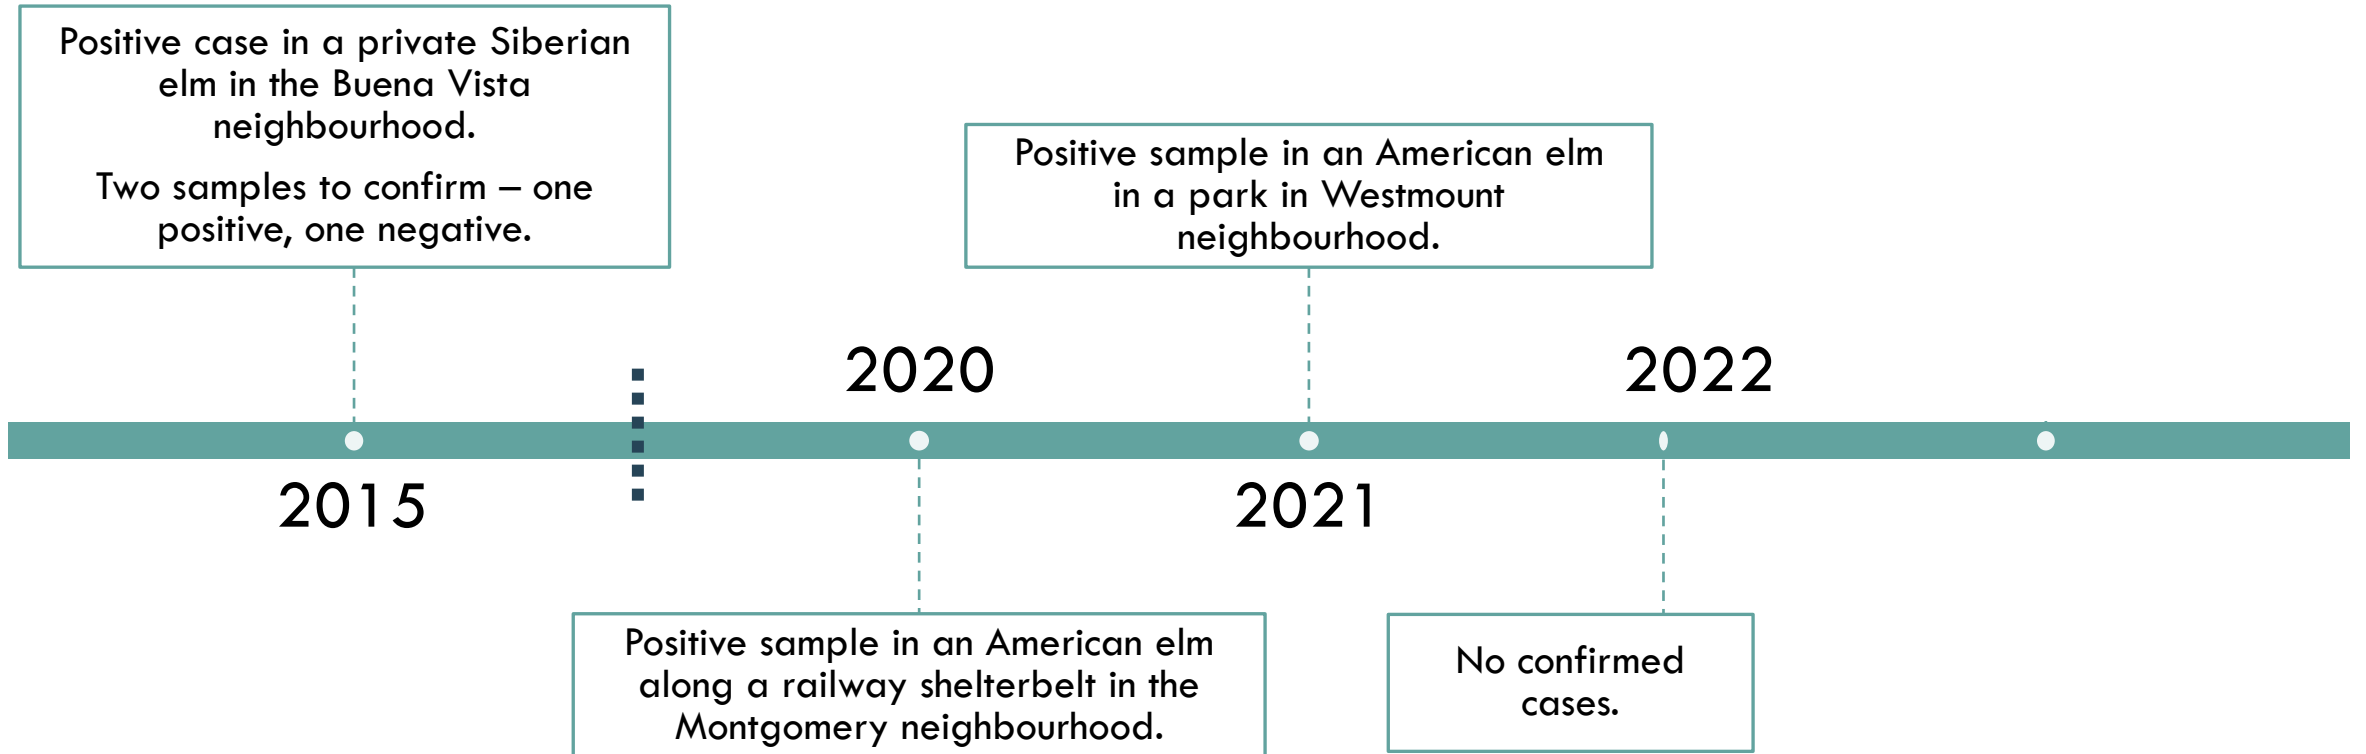 Positive case in a private Siberian
elm in the Buena Vista
neighbourhood.
Two samples to confirm – one
positive, one negative.
2015
2020
Positive sample in an American elm
along a railway shelterbelt in the
Montgomery neighbourhood.
Positive sample in an American elm
in a park in Westmount
neighbourhood.
2021
2022
No confirmed
cases.